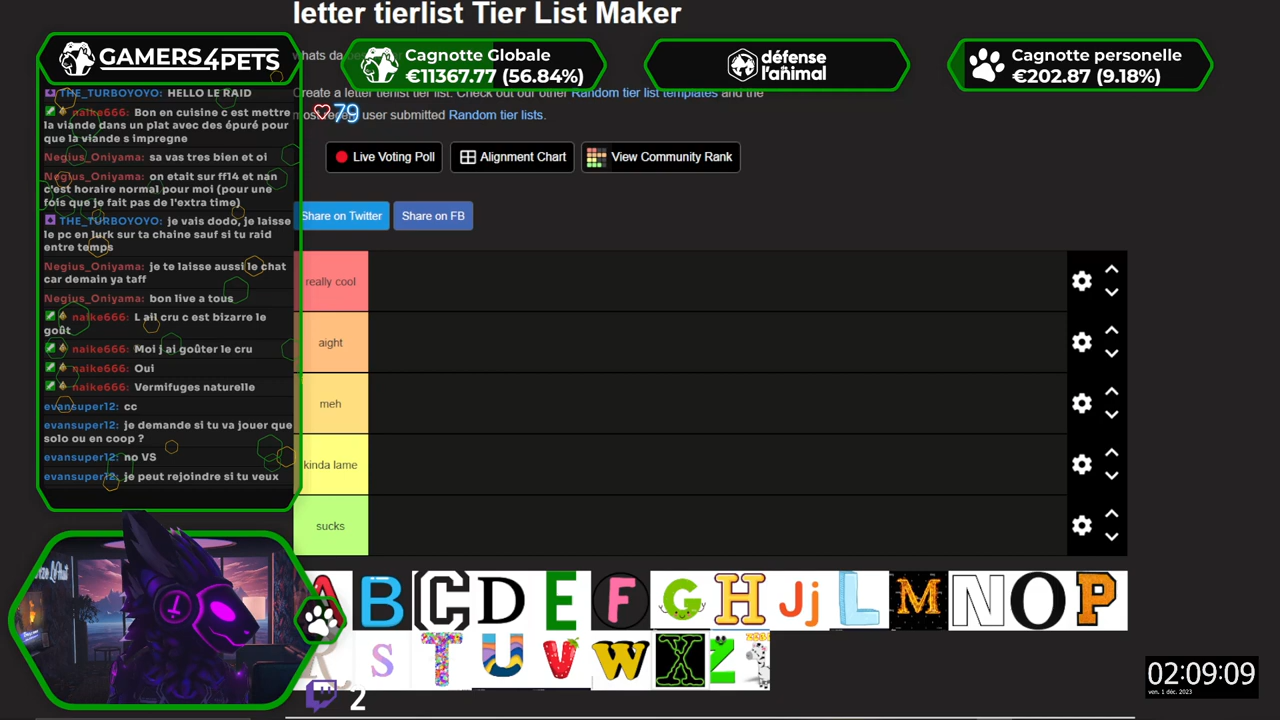 letter tierlist Tier List Maker
GAMERS4PETS
Cagnotte Globale
€11367.77 (56.84%)
défense
l'animal
Cagnotte personelle
€202.87 (9.18%)
whats da
Create a letter tierlist tier list. Check out our other Random tier list templates and the
user submitted Random tier lists.
79
Live Voting Poll
Alignment Chart
View Community Rank
Share on Twitter
Share on FB
THE_TURBOYOYO: HELLO LE RAID
naike666: Bon en cuisine c est mettre
la viande dans un plat avec des épuré pour
que la viande s impregne
Negius_Oniyama: sa vas tres bien et oi
Negius_Oniyama: on etait sur ff14 et nan
c'est horaire normal pour moi (pour une
fois que je fait pas de l'extra time)
THE_TURBOYOYO: je vais dodo, je laisse
le pc en lurk sur ta chaine sauf si tu raid
entre temps
Negius_Oniyama: je te laisse aussi le chat
car demain ya taff
Negius_Oniyama: bon live a tous
naike666: L ail cru c est bizarre le
goût
naike666: Moi j ai goûter le cru
naike666: Oui
naike666: Vermifuges naturelle
evansuper12: cc
evansuper12: je demande si tu va jouer que
solo ou en coop ?
evansuper12: no VS
evansuper12: je peut rejoindre si tu veux
really cool
aight
meh
kinda lame
sucks
A B C D E F G H Jj L M N O P
R S T U V W X Z
2
02:09:09
ven. 1 déc. 2023